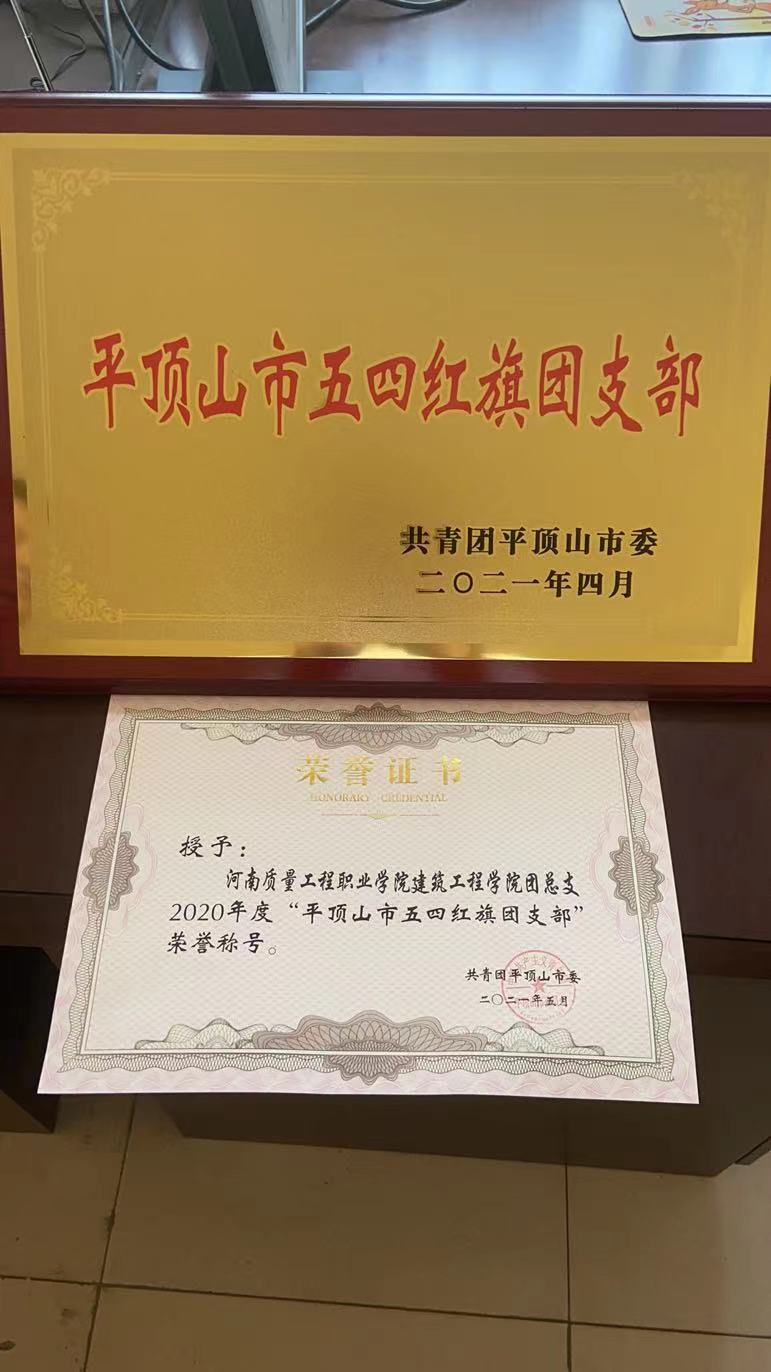 平顶山市五四红旗团支部
共青团平顶山市委
二〇二一年四月
荣誉证书
HONORARY CREDENTIAL
授予：
河南质量工程职业学院建筑工程学院团总支
2020年度“平顶山市五四红旗团支部”
荣誉称号。
共青团平顶山市委
二〇二一年五月